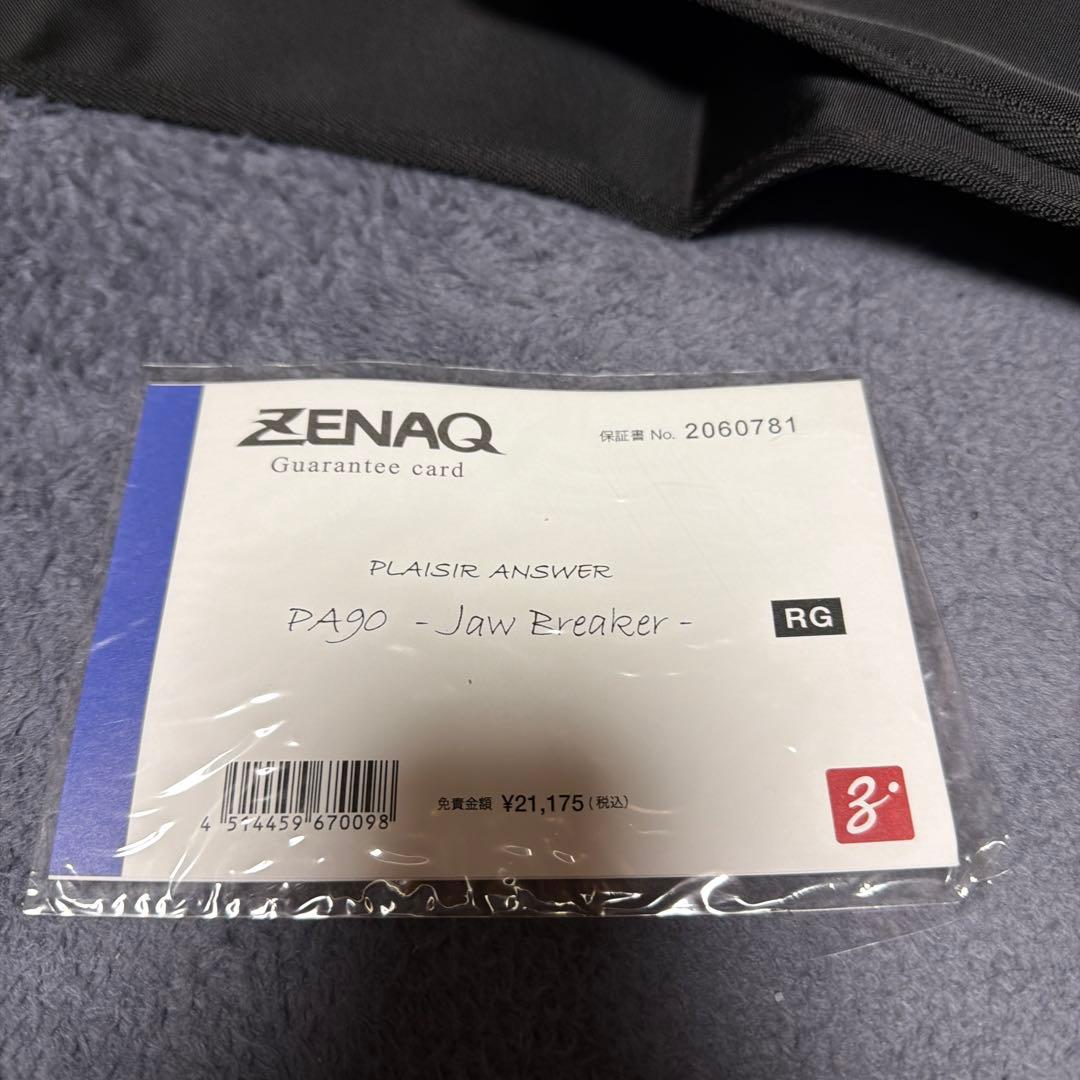 ZENAQ
Guarantee card
保証書 No. 2060781
PLAISIR ANSWER
PA90 - Jaw Breaker -
RG
4 514459 670098
免責金額 ¥21,175(税込)